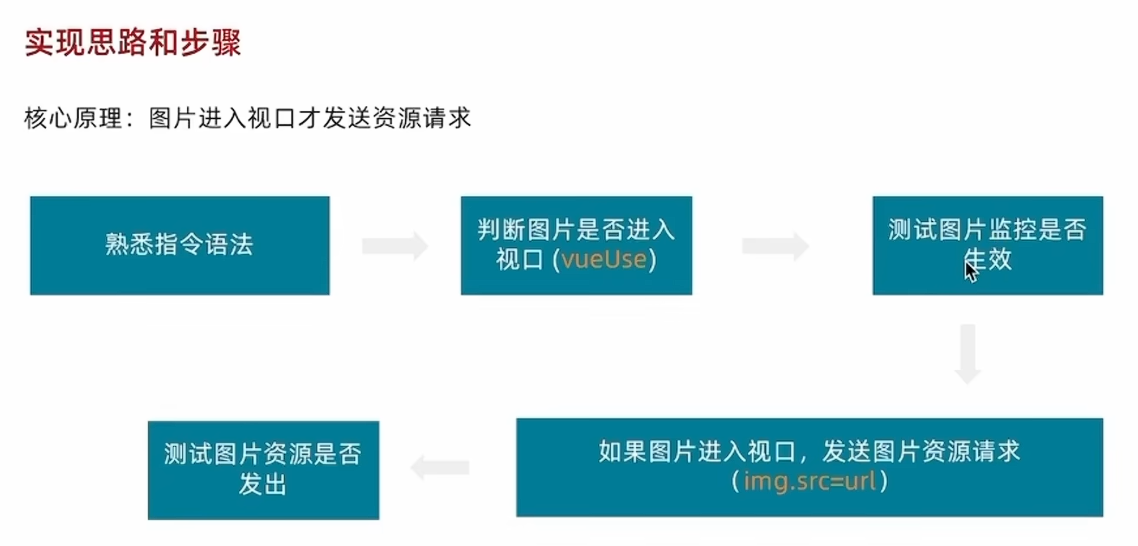 实现思路和步骤
核心原理：图片进入视口才发送资源请求
熟悉指令语法
判断图片是否进入
视口 (vueUse)
测试图片监控是否
生效
如果图片进入视口，发送图片资源请求
（img.src=url）
测试图片资源是否
发出